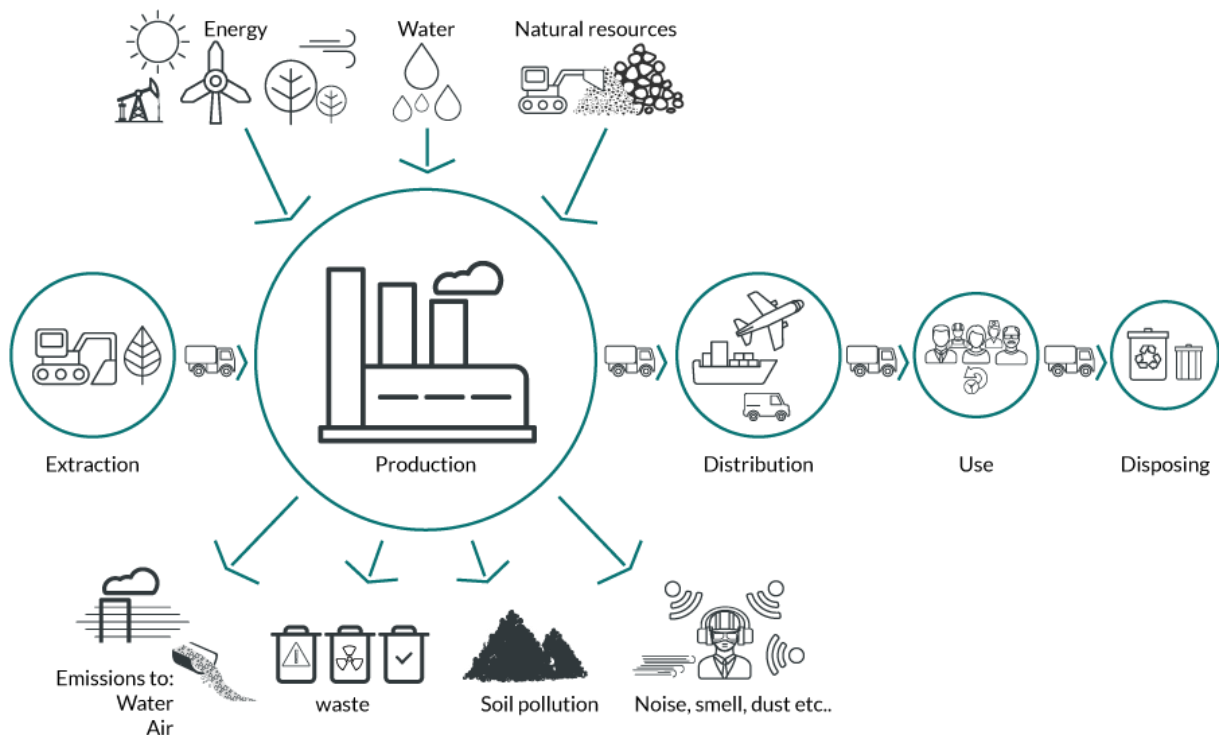 Energy
Water
Natural resources
Extraction
Production
Distribution
Use
Disposing
Emissions to:
Water
Air
waste
Soil pollution
Noise, smell, dust etc..